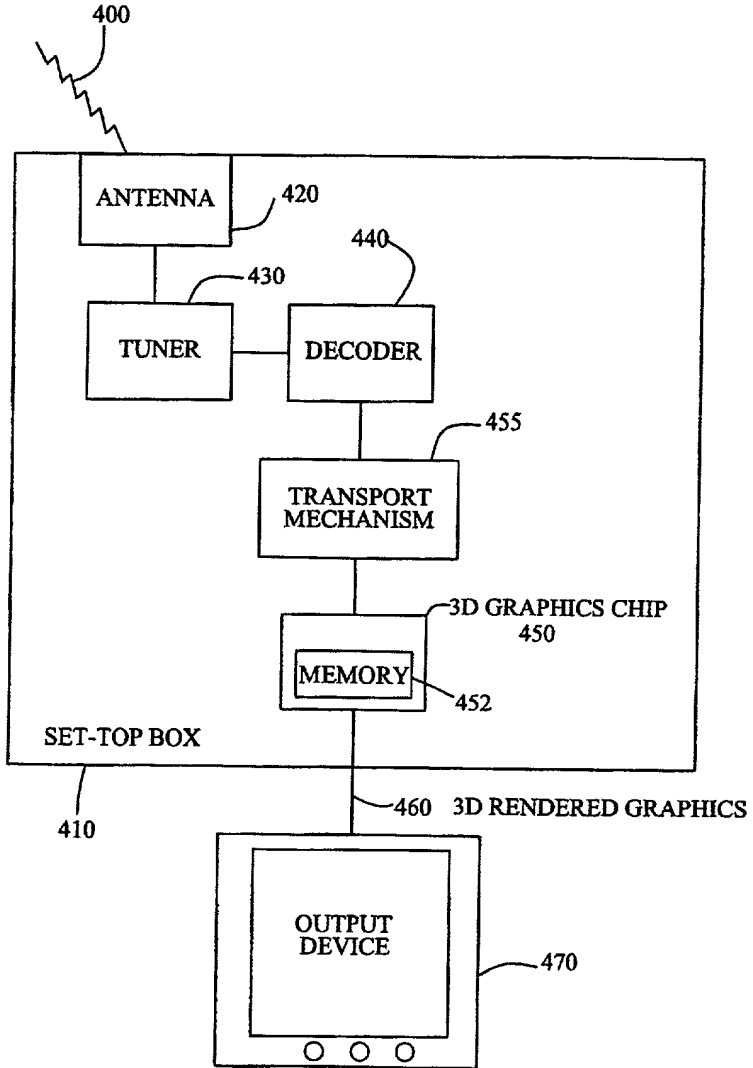 400
ANTENNA
420
440
430
TUNER
DECODER
455
TRANSPORT
MECHANISM
3D GRAPHICS CHIP
450
MEMORY
452
SET-TOP BOX
410
460 3D RENDERED GRAPHICS
OUTPUT
DEVICE
470